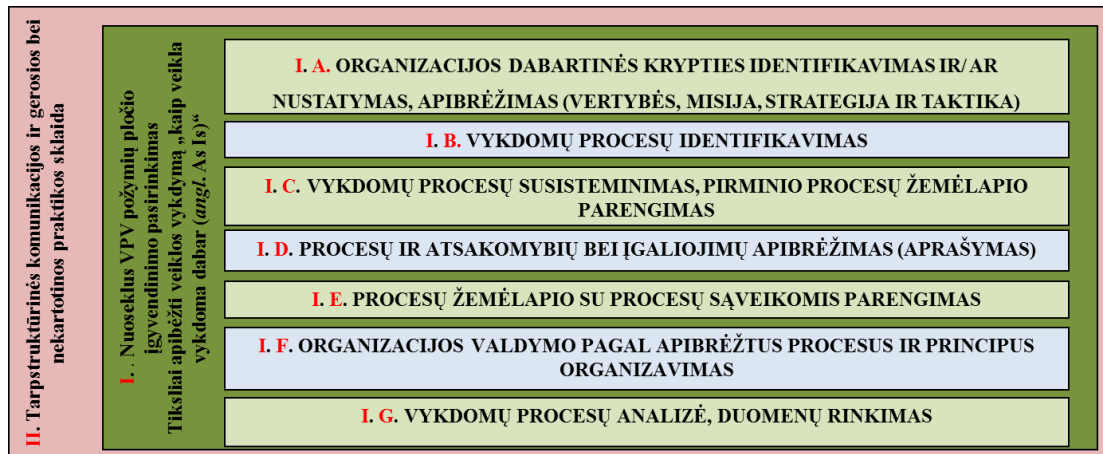 II. Tarpstruktūrinės komunikacijos ir gerosios bei
nekartotinos praktikos sklaida
I. . Nuoseklus VPV požymių pločio
įgyvendinimo pasirinkimas
Tiksliai apibėžti veiklos vykdymą „kaip veikla
vykdoma dabar (angl. As Is)“
I. A. ORGANIZACIJOS DABARTINĖS KRYPTIES IDENTIFIKAVIMAS IR/ AR
NUSTATYMAS, APIBRĖŽIMAS (VERTYBĖS, MISIJA, STRATEGIJA IR TAKTIKA)
I. B. VYKDOMŲ PROCESŲ IDENTIFIKAVIMAS
I. C. VYKDOMŲ PROCESŲ SUSISTEMINIMAS, PIRMINIO PROCESŲ ŽEMĖLAPIO
PARENGIMAS
I. D. PROCESŲ IR ATSAKOMYBIŲ BEI ĮGALIOJIMŲ APIBRĖŽIMAS (APRAŠYMAS)
I. E. PROCESŲ ŽEMĖLAPIO SU PROCESŲ SĄVEIKOMIS PARENGIMAS
I. F. ORGANIZACIJOS VALDYMO PAGAL APIBRĖŽTUS PROCESUS IR PRINCIPUS
ORGANIZAVIMAS
I. G. VYKDOMŲ PROCESŲ ANALIZĖ, DUOMENŲ RINKIMAS